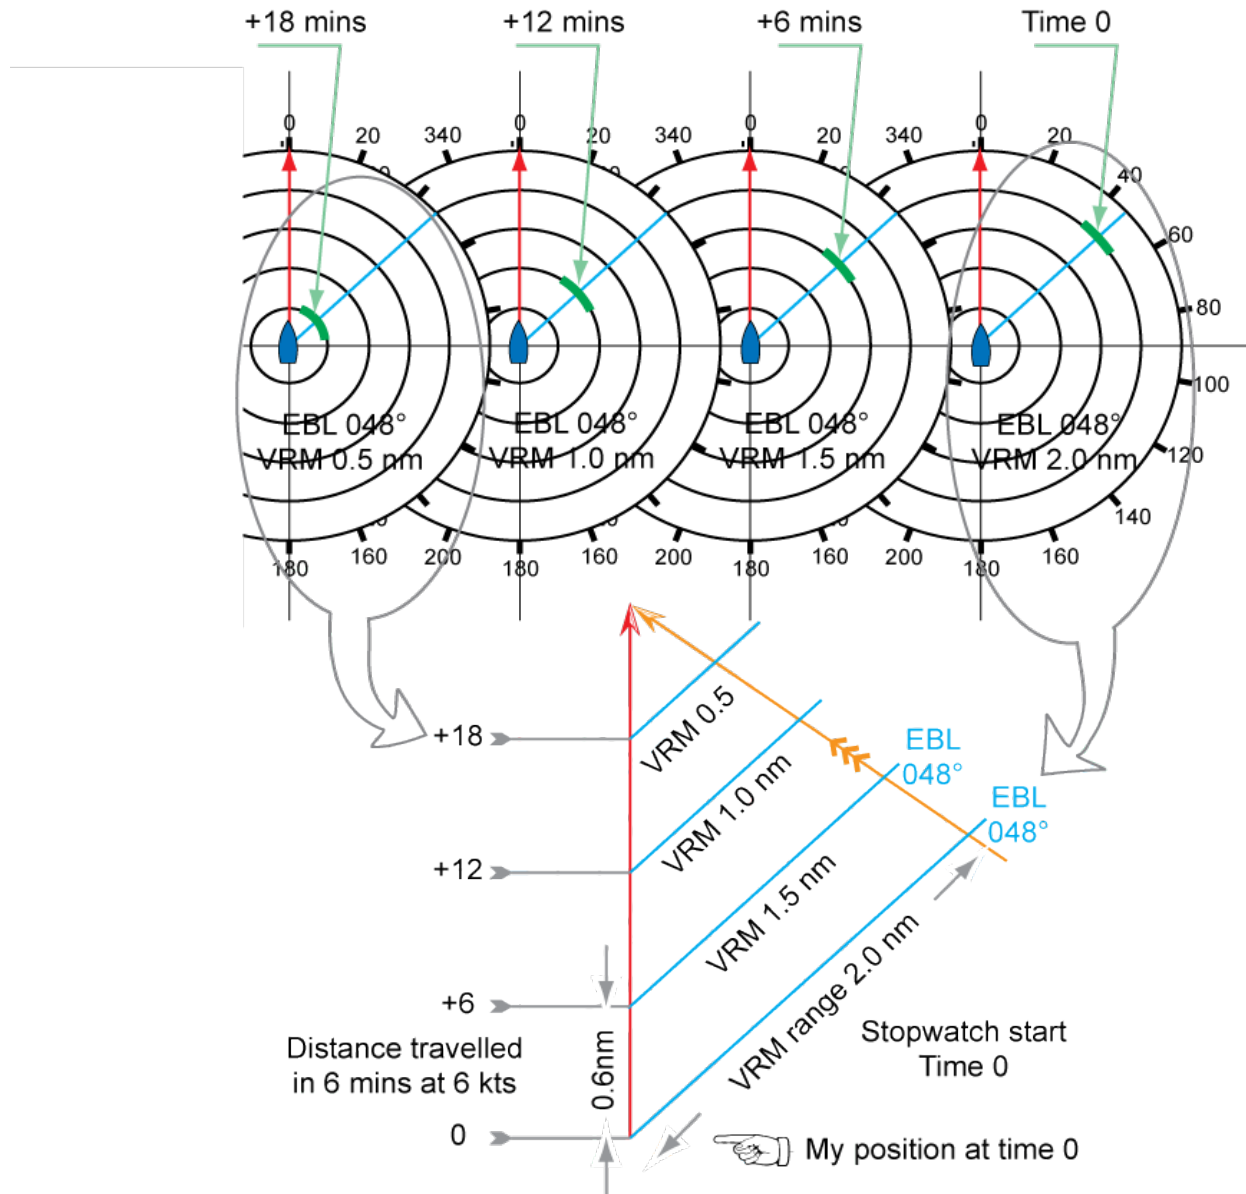 +18 mins
+12 mins
+6 mins
Time 0
0
20
340
0
20
340
0
20
340
0
20
40
60
80
100
120
140
160
180
200
160
180
200
160
180
200
160
180
EBL 048°
VRM 0.5 nm
EBL 048°
VRM 1.0 nm
EBL 048°
VRM 1.5 nm
EBL 048°
VRM 2.0 nm
+18
VRM 0.5
+12
VRM 1.0 nm
EBL
048°
EBL
048°
VRM 1.5 nm
+6
VRM range 2.0 nm
0.6nm
Distance travelled
in 6 mins at 6 kts
Stopwatch start
Time 0
0
My position at time 0